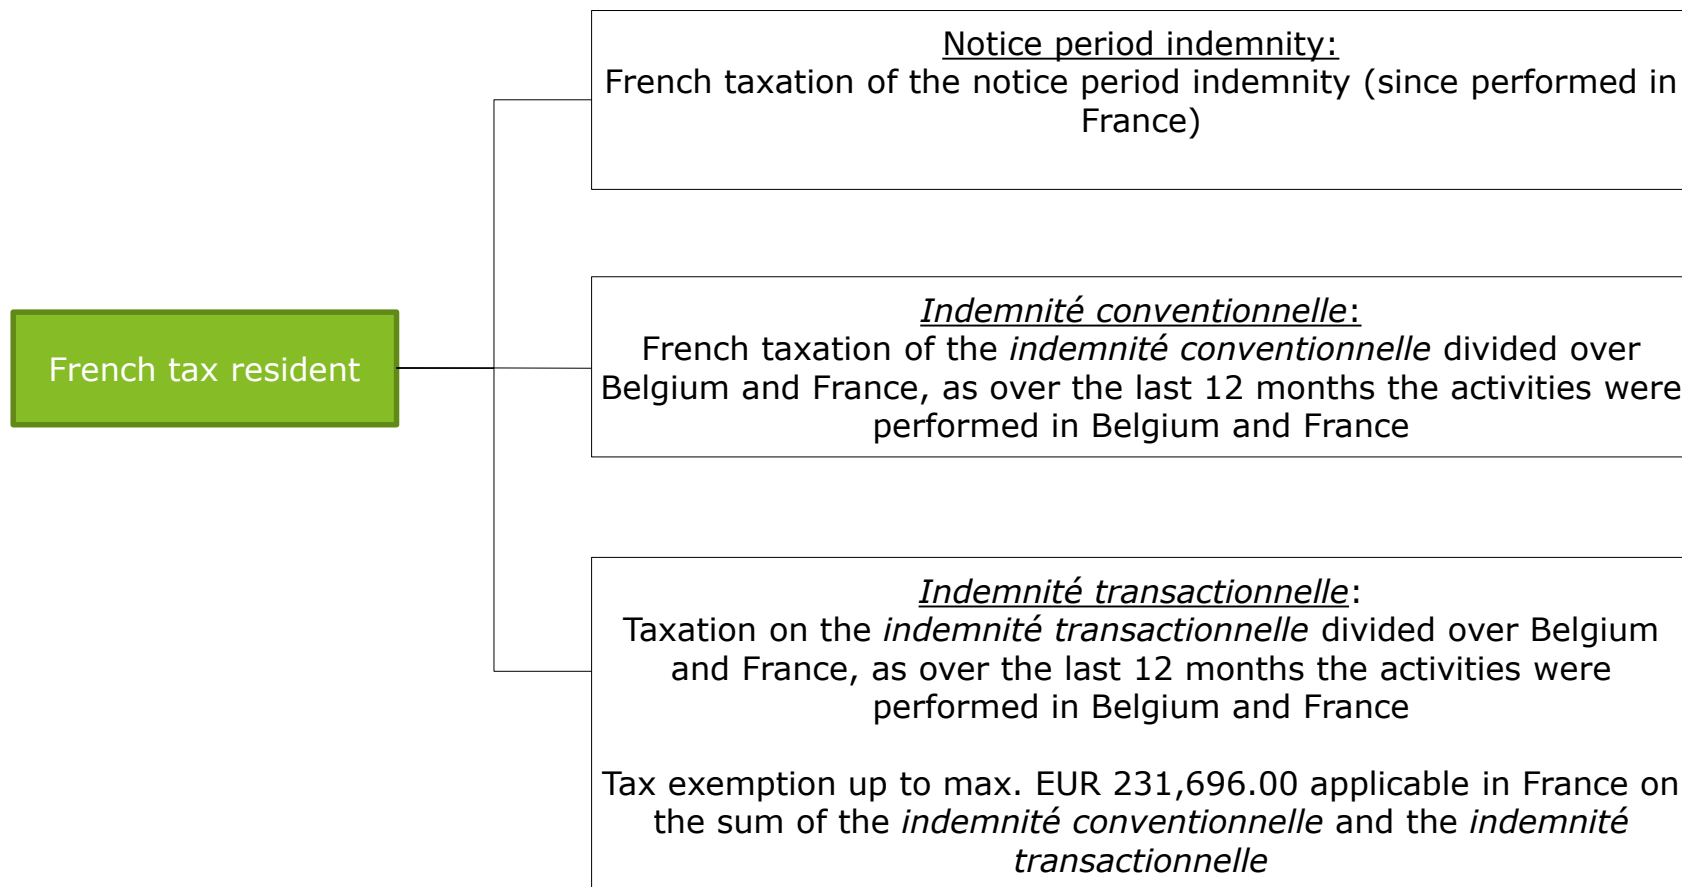 Notice period indemnity:
French taxation of the notice period indemnity (since performed in
France)
Indemnité conventionnelle:
French taxation of the indemnité conventionnelle divided over
Belgium and France, as over the last 12 months the activities were
performed in Belgium and France
French tax resident
Indemnité transactionnelle:
Taxation on the indemnité transactionnelle divided over Belgium
and France, as over the last 12 months the activities were
performed in Belgium and France
Tax exemption up to max. EUR 231,696.00 applicable in France on
the sum of the indemnité conventionnelle and the indemnité
transactionnelle